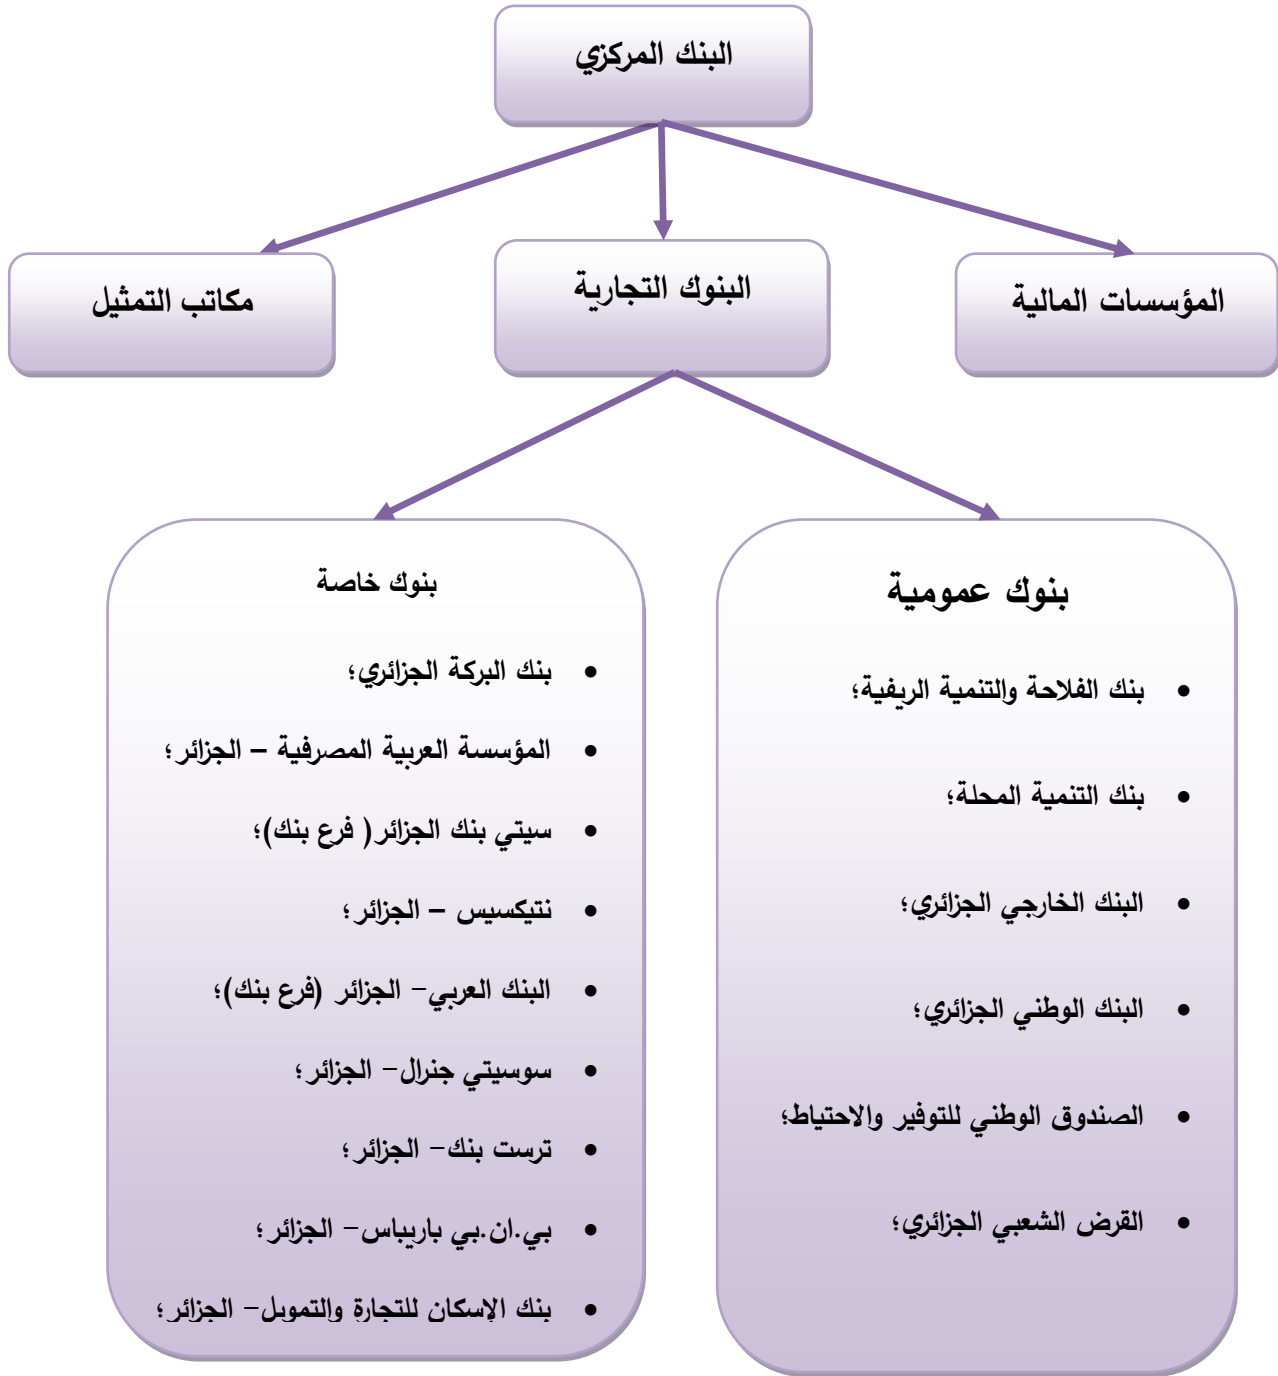 البنك المركزي
المؤسسات المالية
البنوك التجارية
مكاتب التمثيل
بنوك عمومية
• بنك الفلاحة والتنمية الريفية؛
• بنك التنمية المحلة؛
• البنك الخارجي الجزائري؛
• البنك الوطني الجزائري؛
• الصندوق الوطني للتوفير والاحتياط؛
• القرض الشعبي الجزائري؛
بنوك خاصة
• بنك البركة الجزائري؛
• المؤسسة العربية المصرفية – الجزائر؛
• سيتي بنك الجزائر( فرع بنك)؛
• نتيكسيس – الجزائر؛
• البنك العربي- الجزائر (فرع بنك)؛
• سوسيتي جنرال- الجزائر؛
• ترست بنك- الجزائر؛
• بي.ان.بي باريباس- الجزائر؛
• بنك الإسكان للتجارة والتمويل- الجزائر؛